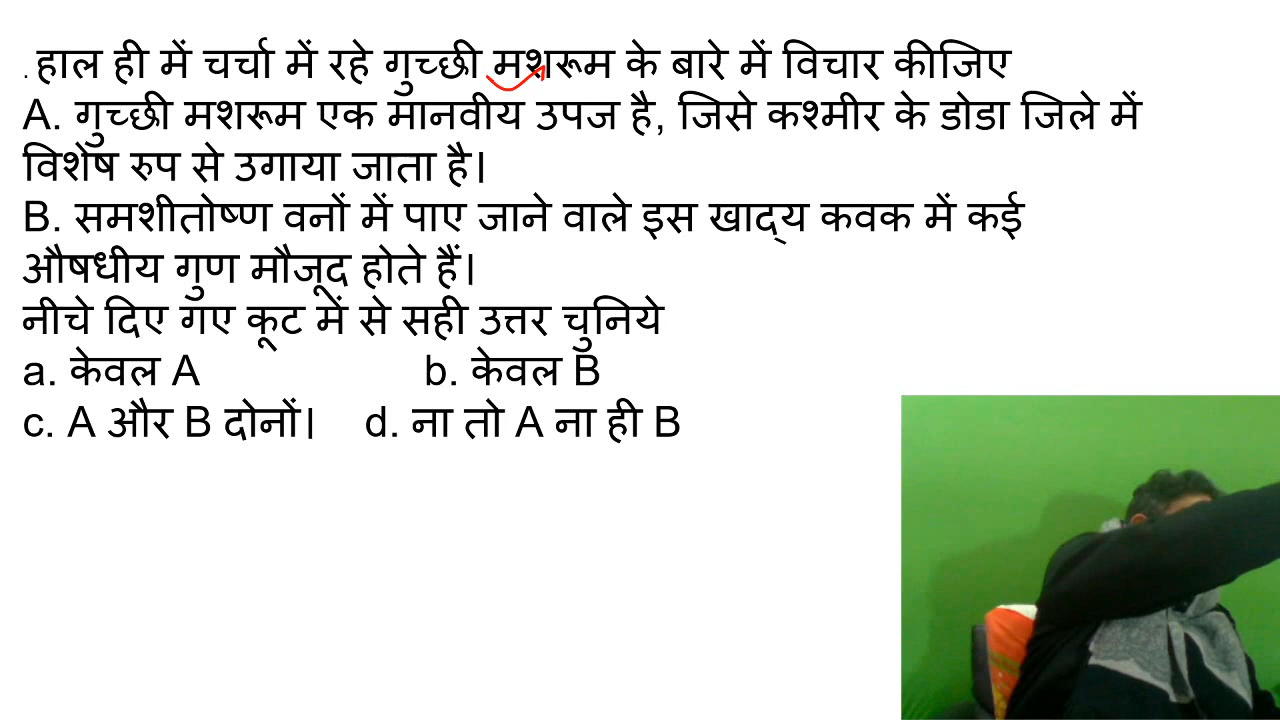 . हाल ही में चर्चा में रहे गुच्छी मशरूम के बारे में विचार कीजिए
A. गुच्छी मशरूम एक मानवीय उपज है, जिसे कश्मीर के डोडा जिले में
विशेष रुप से उगाया जाता है।
B. समशीतोष्ण वनों में पाए जाने वाले इस खाद्य कवक में कई
औषधीय गुण मौजूद होते हैं।
नीचे दिए गए कूट में से सही उत्तर चुनिये
a. केवल A b. केवल B
c. A और B दोनों। d. ना तो A ना ही B